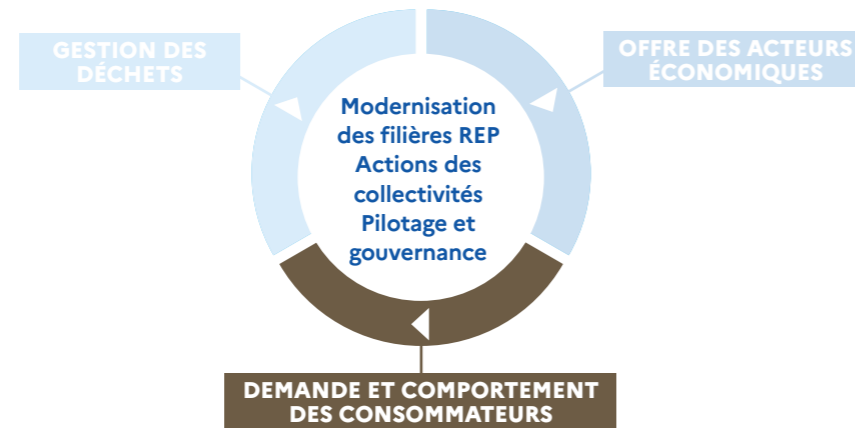 GESTION DES
DÉCHETS
OFFRE DES ACTEURS
ÉCONOMIQUES
Modernisation
des filières REP
Actions des
collectivités
Pilotage et
gouvernance
DEMANDE ET COMPORTEMENT
DES CONSOMMATEURS